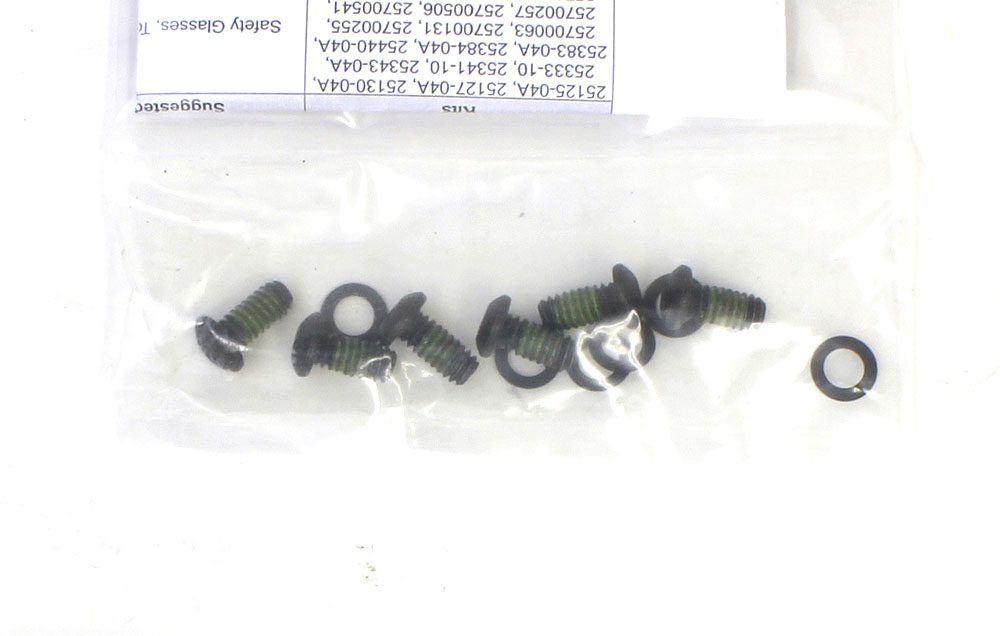 Kits
Suggested
25125-04A, 25127-04A, 25130-04A,
25333-10, 25341-10, 25343-04A,
25383-04A, 25384-04A, 25440-04A,
25700063, 25700131, 25700255,
25700257, 25700506, 25700541,
Safety Glasses,